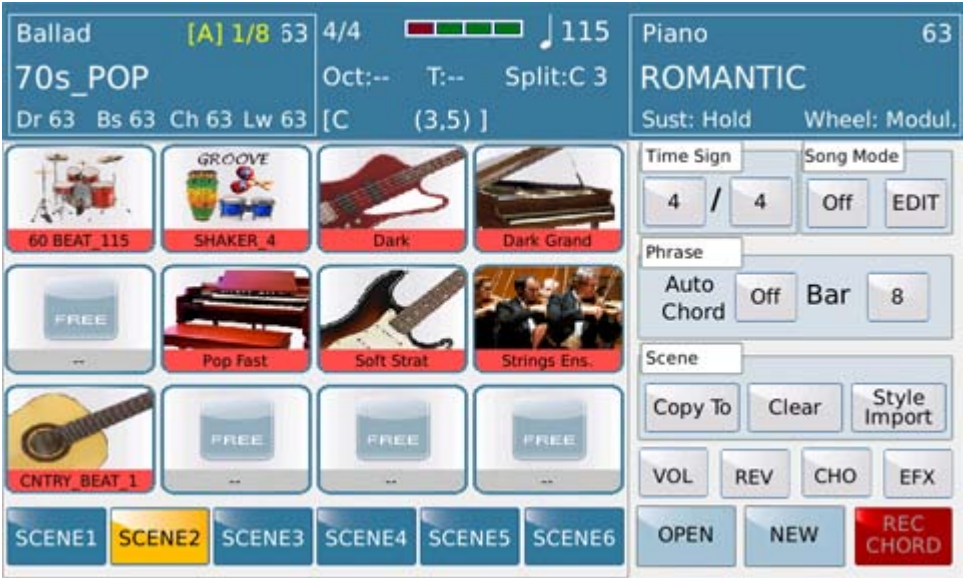 Ballad [A] 1/8 63
70s_POP
Dr 63 Bs 63 Ch 63 Lw 63
4/4 115
Oct:-- T:-- Split:C 3
[C (3,5) ]
Piano 63
ROMANTIC
Sust: Hold Wheel: Modul.
GROOVE
60 BEAT_115 SHAKER_4 Dark Dark Grand
FREE
-- Pop Fast Soft Strat Strings Ens.
FREE FREE FREE
CNTRY_BEAT_1 -- -- --
SCENE1 SCENE2 SCENE3 SCENE4 SCENE5 SCENE6
Time Sign Song Mode
4 / 4 Off EDIT
Phrase
Auto Chord Off Bar 8
Scene
Copy To Clear Style Import
VOL REV CHO EFX
OPEN NEW REC CHORD